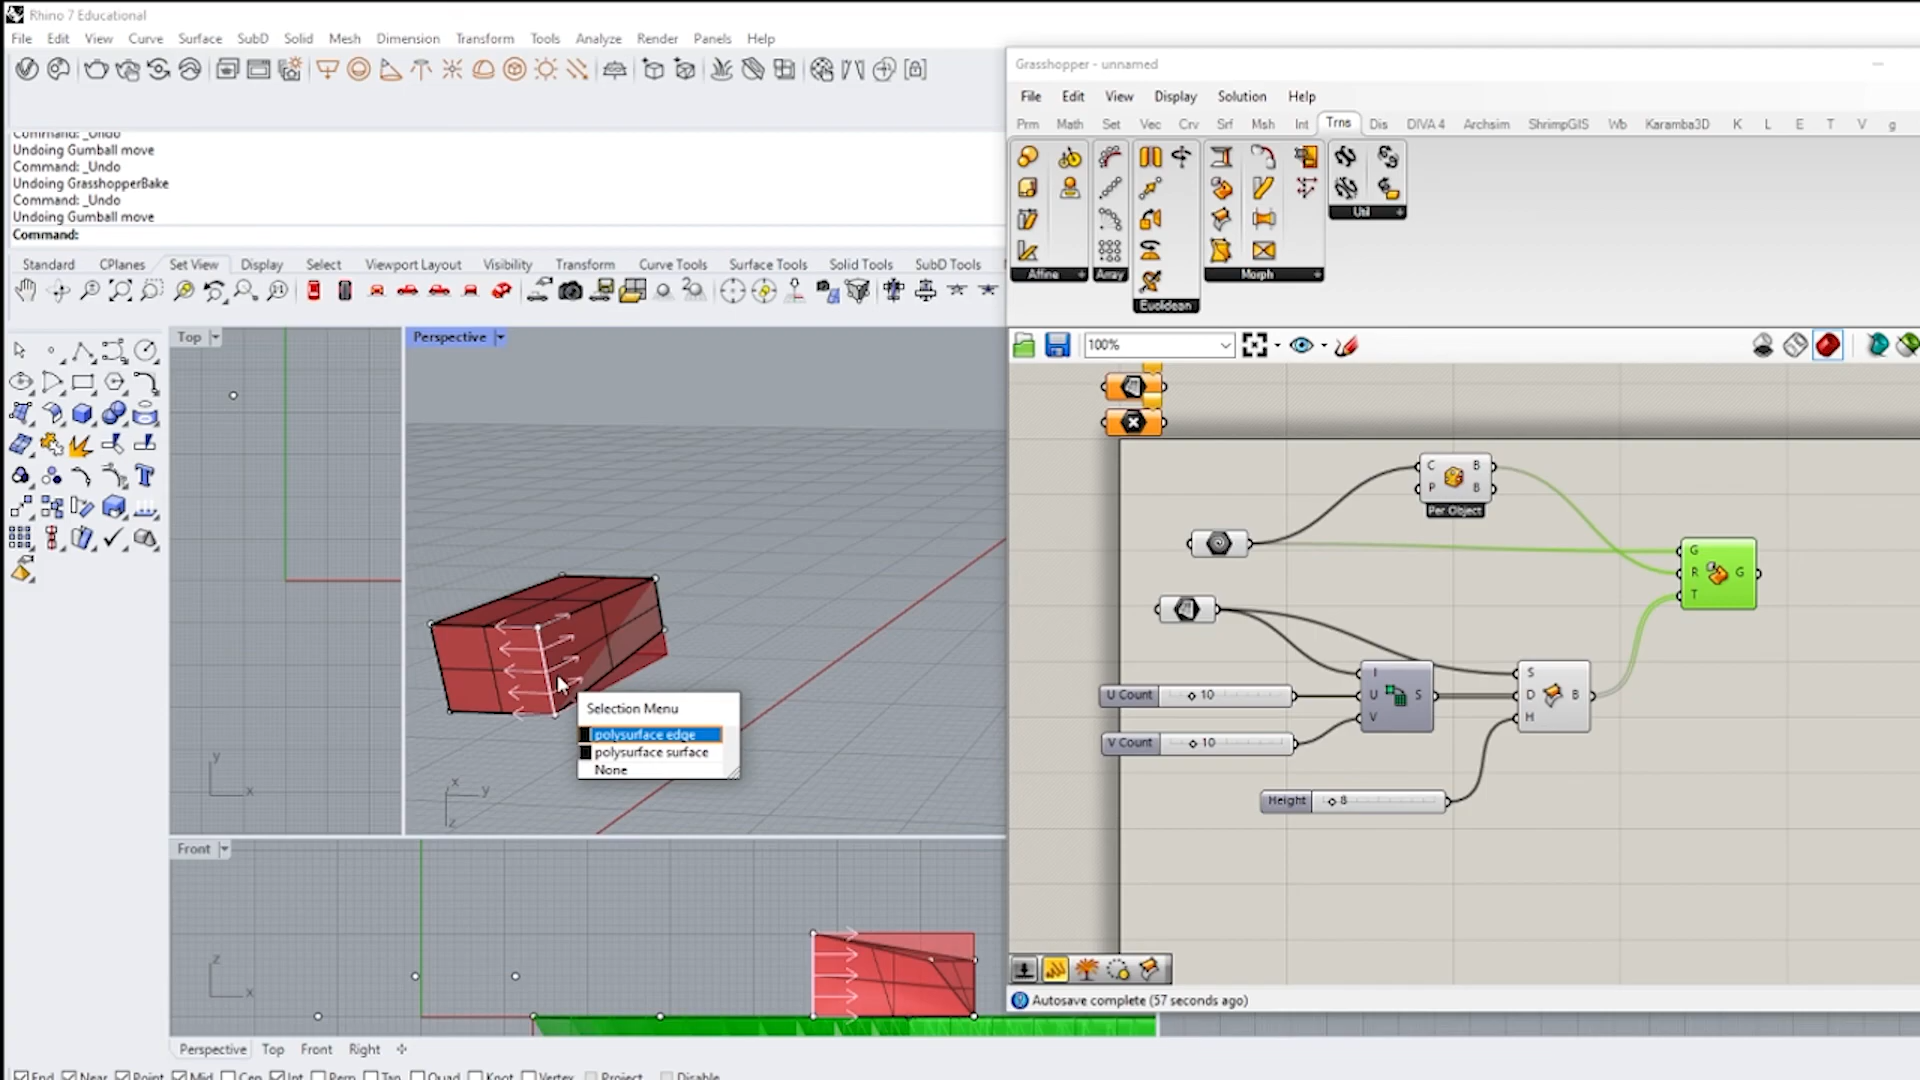 Rhino 7 Educational
File Edit View Curve Surface SubD Solid Mesh Dimension Transform Tools Analyze Render Panels Help
Command: _Undo
Undoing Gumball move
Command: _Undo
Undoing GrasshopperBake
Command: _Undo
Undoing Gumball move
Command:
Standard CPlanes Set View Display Select Viewport Layout Visibility Transform Curve Tools Surface Tools Solid Tools SubD Tools
Top
Perspective
y
x
x
y
z
Selection Menu
polysurface edge
polysurface surface
None
Front
z
x
Perspective Top Front Right
End Near Point Mid Cen Int Perp Tan Quad Knot Vertex Project Disable
Grasshopper - unnamed
File Edit View Display Solution Help
Prm Math Set Vec Crv Srf Msh Int Trns Dis DIVA 4 Archsim ShrimpGIS Wb Karamba3D K L E T V g
Util
Affine Array Morph
Euclidean
100%
C B
P B
Per Object
G
R G
T
I
U S
V
S
D B
H
U Count 10
V Count 10
Height 8
Autosave complete (57 seconds ago)